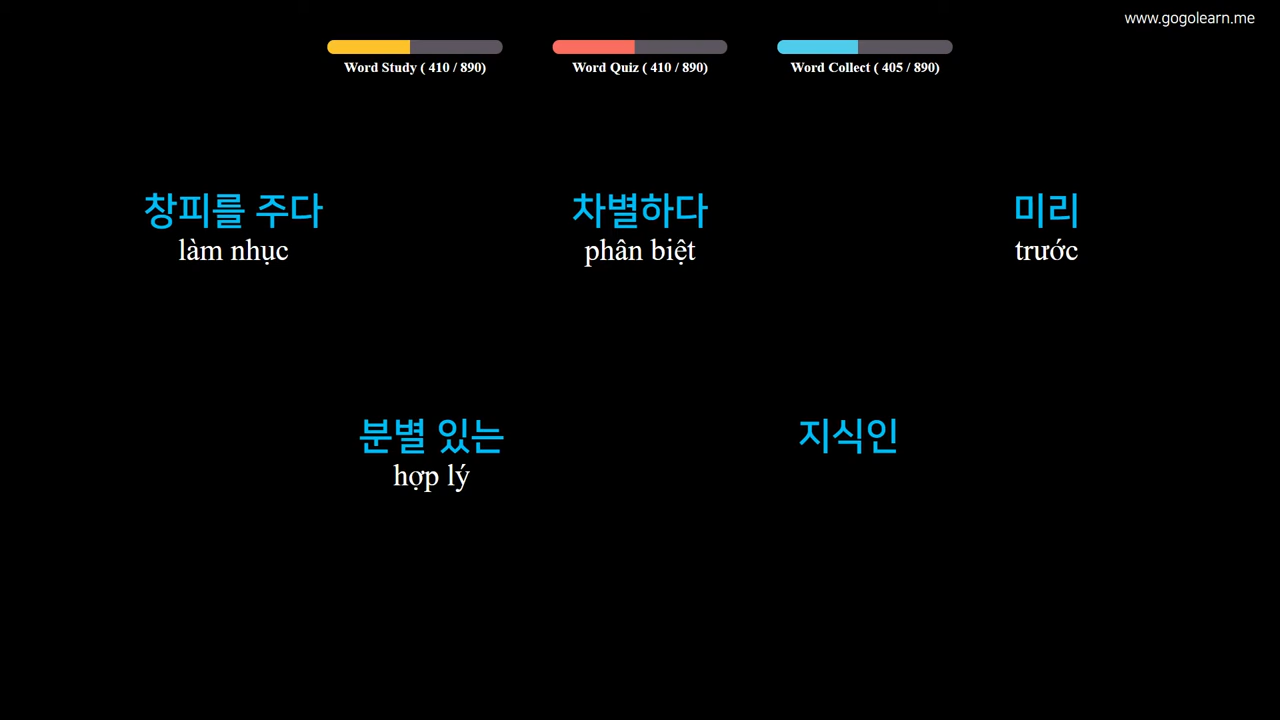 www.gogolearn.me
Word Study ( 410 / 890)
Word Quiz ( 410 / 890)
Word Collect ( 405 / 890)
창피를 주다
làm nhục
차별하다
phân biệt
미리
trước
분별 있는
hợp lý
지식인